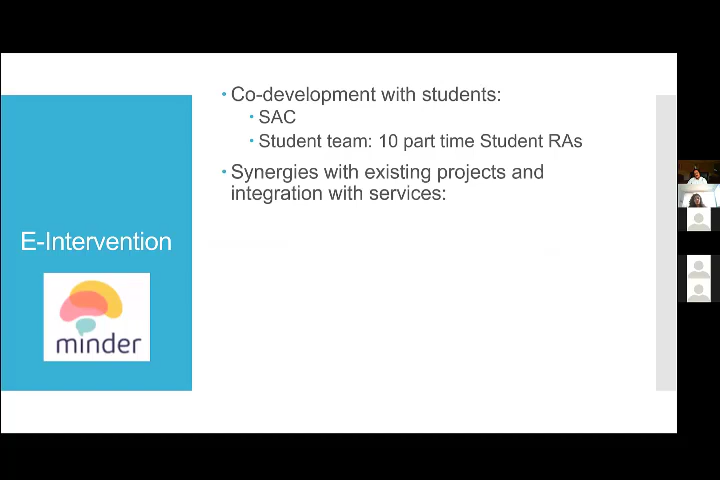 Co-development with students:
SAC
Student team: 10 part time Student RAs
Synergies with existing projects and
integration with services:
E-Intervention
minder